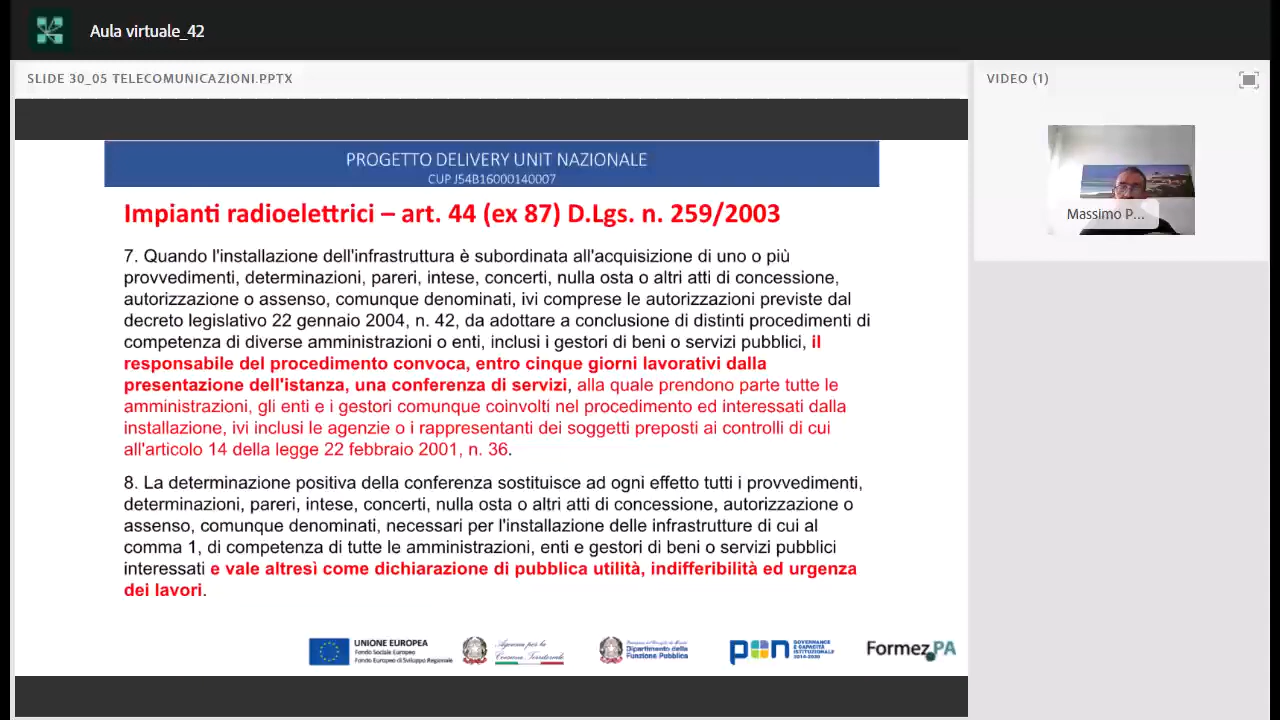 Aula virtuale_42
SLIDE 30_05 TELECOMUNICAZIONI.PPTX
VIDEO (1)
PROGETTO DELIVERY UNIT NAZIONALE
CUP J54B16000140007
Impianti radioelettrici – art. 44 (ex 87) D.Lgs. n. 259/2003
7. Quando l'installazione dell'infrastruttura è subordinata all'acquisizione di uno o più
provvedimenti, determinazioni, pareri, intese, concerti, nulla osta o altri atti di concessione,
autorizzazione o assenso, comunque denominati, ivi comprese le autorizzazioni previste dal
decreto legislativo 22 gennaio 2004, n. 42, da adottare a conclusione di distinti procedimenti di
competenza di diverse amministrazioni o enti, inclusi i gestori di beni o servizi pubblici, il
responsabile del procedimento convoca, entro cinque giorni lavorativi dalla
presentazione dell'istanza, una conferenza di servizi, alla quale prendono parte tutte le
amministrazioni, gli enti e i gestori comunque coinvolti nel procedimento ed interessati dalla
installazione, ivi inclusi le agenzie o i rappresentanti dei soggetti preposti ai controlli di cui
all'articolo 14 della legge 22 febbraio 2001, n. 36.
8. La determinazione positiva della conferenza sostituisce ad ogni effetto tutti i provvedimenti,
determinazioni, pareri, intese, concerti, nulla osta o altri atti di concessione, autorizzazione o
assenso, comunque denominati, necessari per l'installazione delle infrastrutture di cui al
comma 1, di competenza di tutte le amministrazioni, enti e gestori di beni o servizi pubblici
interessati e vale altresì come dichiarazione di pubblica utilità, indifferibilità ed urgenza
dei lavori.
Massimo P...
UNIONE EUROPEA
Fondo Sociale Europeo
Fondo Europeo di Sviluppo Regionale
Agenzia per la
Coesione Territoriale
Dipartimento della
Funzione Pubblica
pon
GOVERNANCE
E CAPACITÀ
ISTITUZIONALE
2014-2020
FormezPA